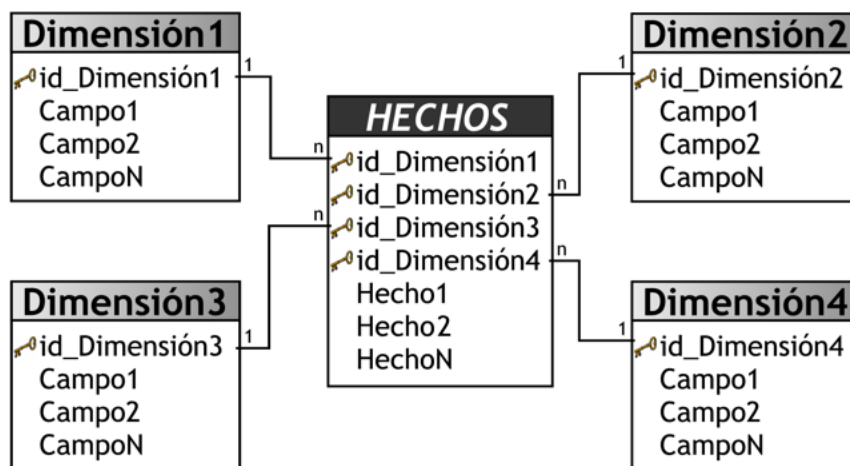 Dimensión1
id_Dimensión1
Campo1
Campo2
CampoN
1
n
HECHOS
id_Dimensión1
id_Dimensión2
id_Dimensión3
id_Dimensión4
Hecho1
Hecho2
HechoN
n
n
n
Dimensión2
1
id_Dimensión2
Campo1
Campo2
CampoN
Dimensión3
id_Dimensión3
Campo1
Campo2
CampoN
1
Dimensión4
1
id_Dimensión4
Campo1
Campo2
CampoN